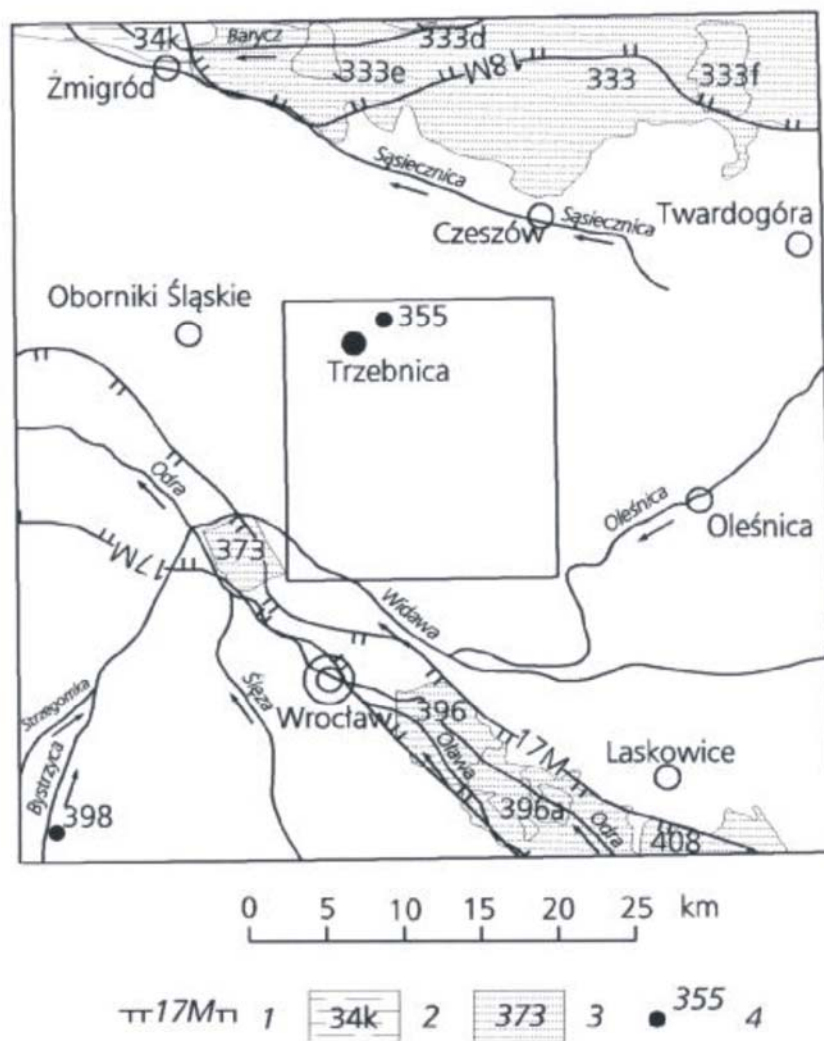 34k
Barycz
333d
Żmigród
333e
18M
333
333f
Sąsiecznica
Czeszów
Sąsiecznica
Twardogóra
Oborniki Śląskie
355
Trzebnica
Odra
17M
373
Oleśnica
Oleśnica
Widawa
Ślęza
Strzegomka
Bystrzyca
398
Wrocław
396
Oława
17M
396a
Odra
Laskowice
408
0 5 10 15 20 25 km
17M 1 34k 2 373 3 355 4